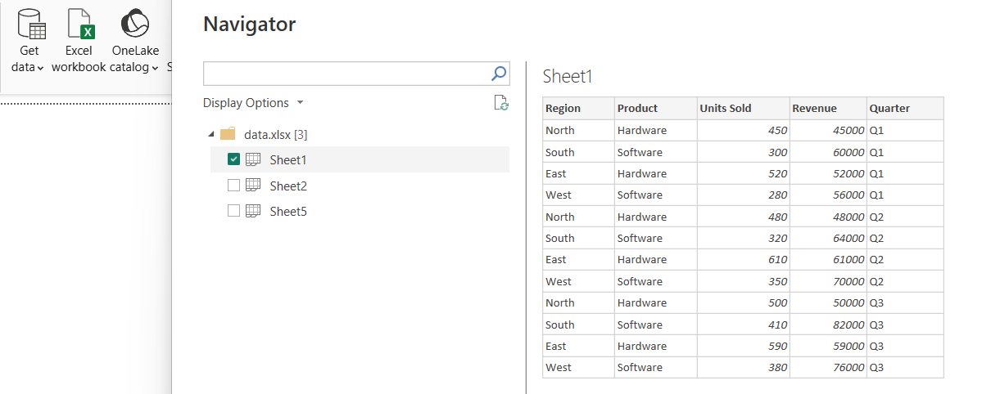 Get data
Excel workbook
OneLake catalog
S
Navigator
Display Options
data.xlsx [3]
Sheet1
Sheet2
Sheet5
Sheet1
Region Product Units Sold Revenue Quarter
North Hardware 450 45000 Q1
South Software 300 60000 Q1
East Hardware 520 52000 Q1
West Software 280 56000 Q1
North Hardware 480 48000 Q2
South Software 320 64000 Q2
East Hardware 610 61000 Q2
West Software 350 70000 Q2
North Hardware 500 50000 Q3
South Software 410 82000 Q3
East Hardware 590 59000 Q3
West Software 380 76000 Q3